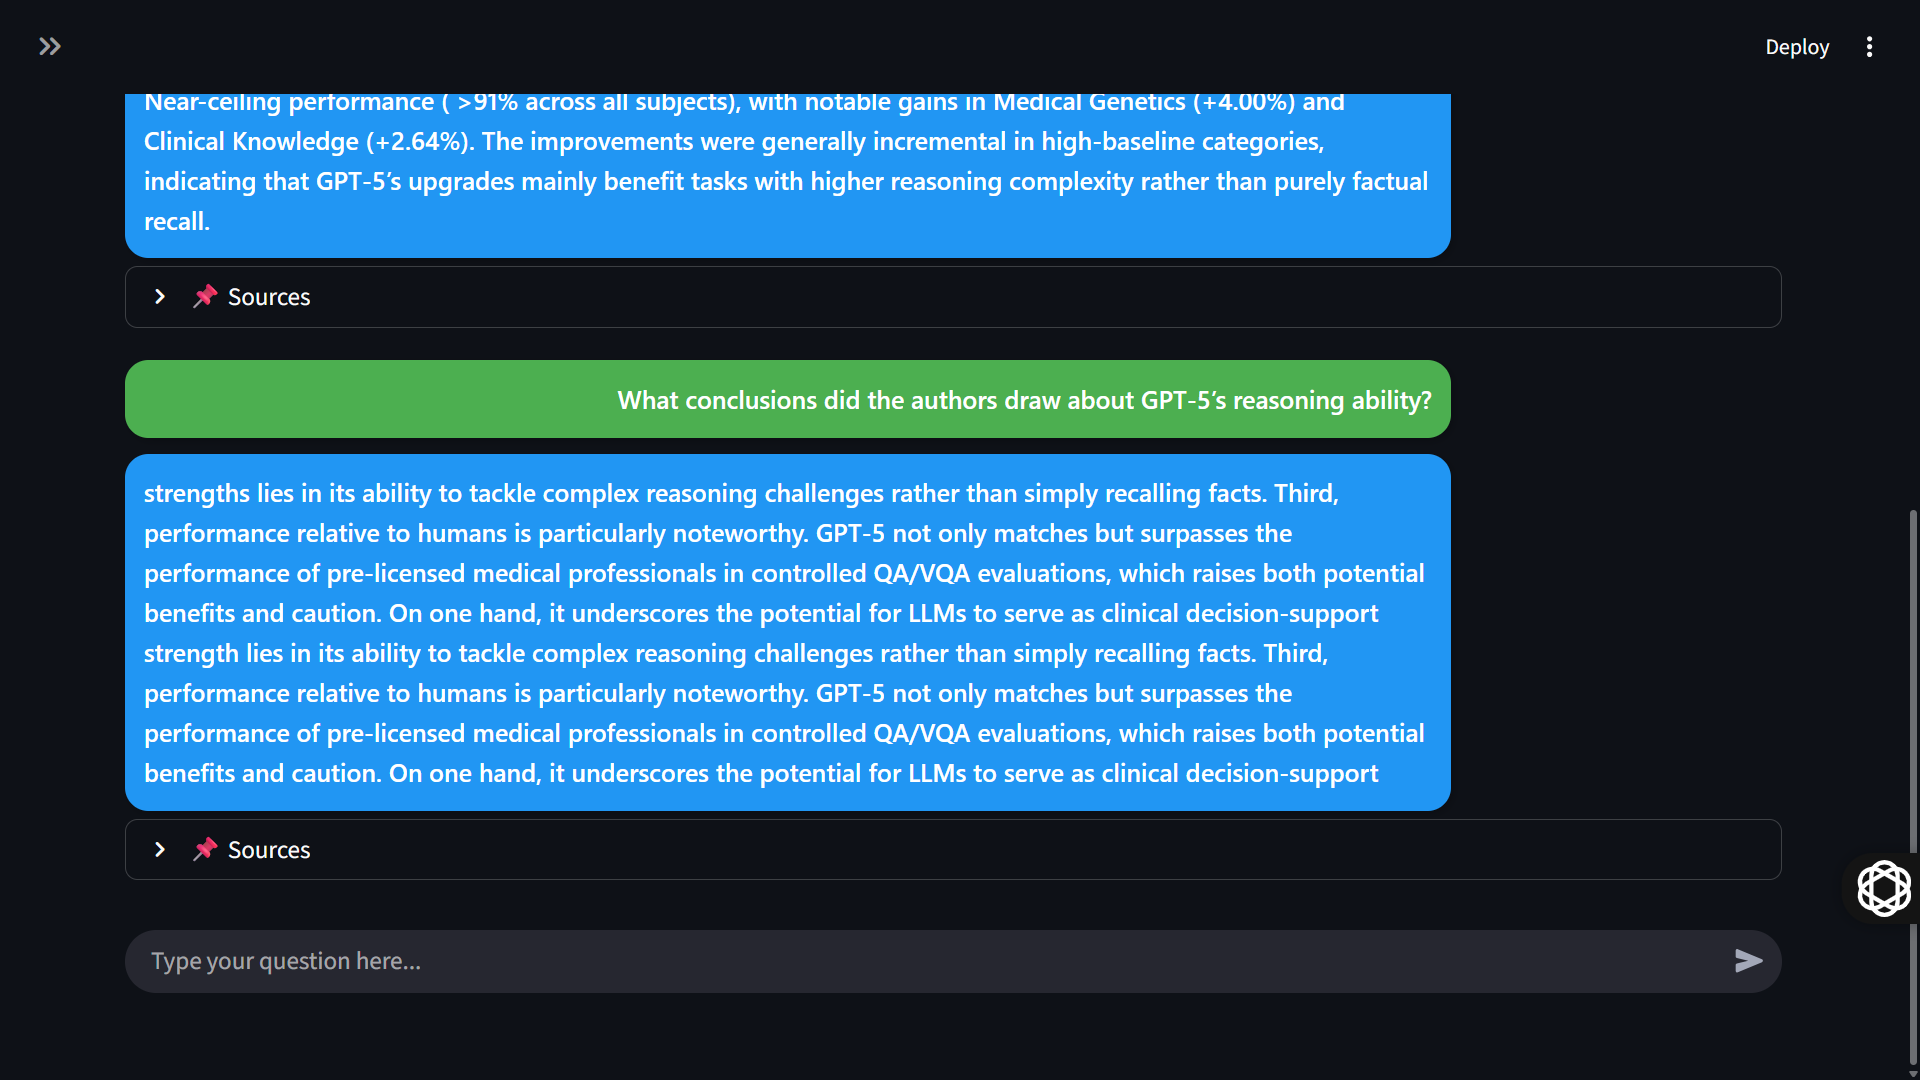 Deploy
Near-ceiling performance ( >91% across all subjects), with notable gains in Medical Genetics (+4.00%) and
Clinical Knowledge (+2.64%). The improvements were generally incremental in high-baseline categories,
indicating that GPT-5’s upgrades mainly benefit tasks with higher reasoning complexity rather than purely factual
recall.
Sources
What conclusions did the authors draw about GPT-5’s reasoning ability?
strengths lies in its ability to tackle complex reasoning challenges rather than simply recalling facts. Third,
performance relative to humans is particularly noteworthy. GPT-5 not only matches but surpasses the
performance of pre-licensed medical professionals in controlled QA/VQA evaluations, which raises both potential
benefits and caution. On one hand, it underscores the potential for LLMs to serve as clinical decision-support
strength lies in its ability to tackle complex reasoning challenges rather than simply recalling facts. Third,
performance relative to humans is particularly noteworthy. GPT-5 not only matches but surpasses the
performance of pre-licensed medical professionals in controlled QA/VQA evaluations, which raises both potential
benefits and caution. On one hand, it underscores the potential for LLMs to serve as clinical decision-support
Sources
Type your question here...